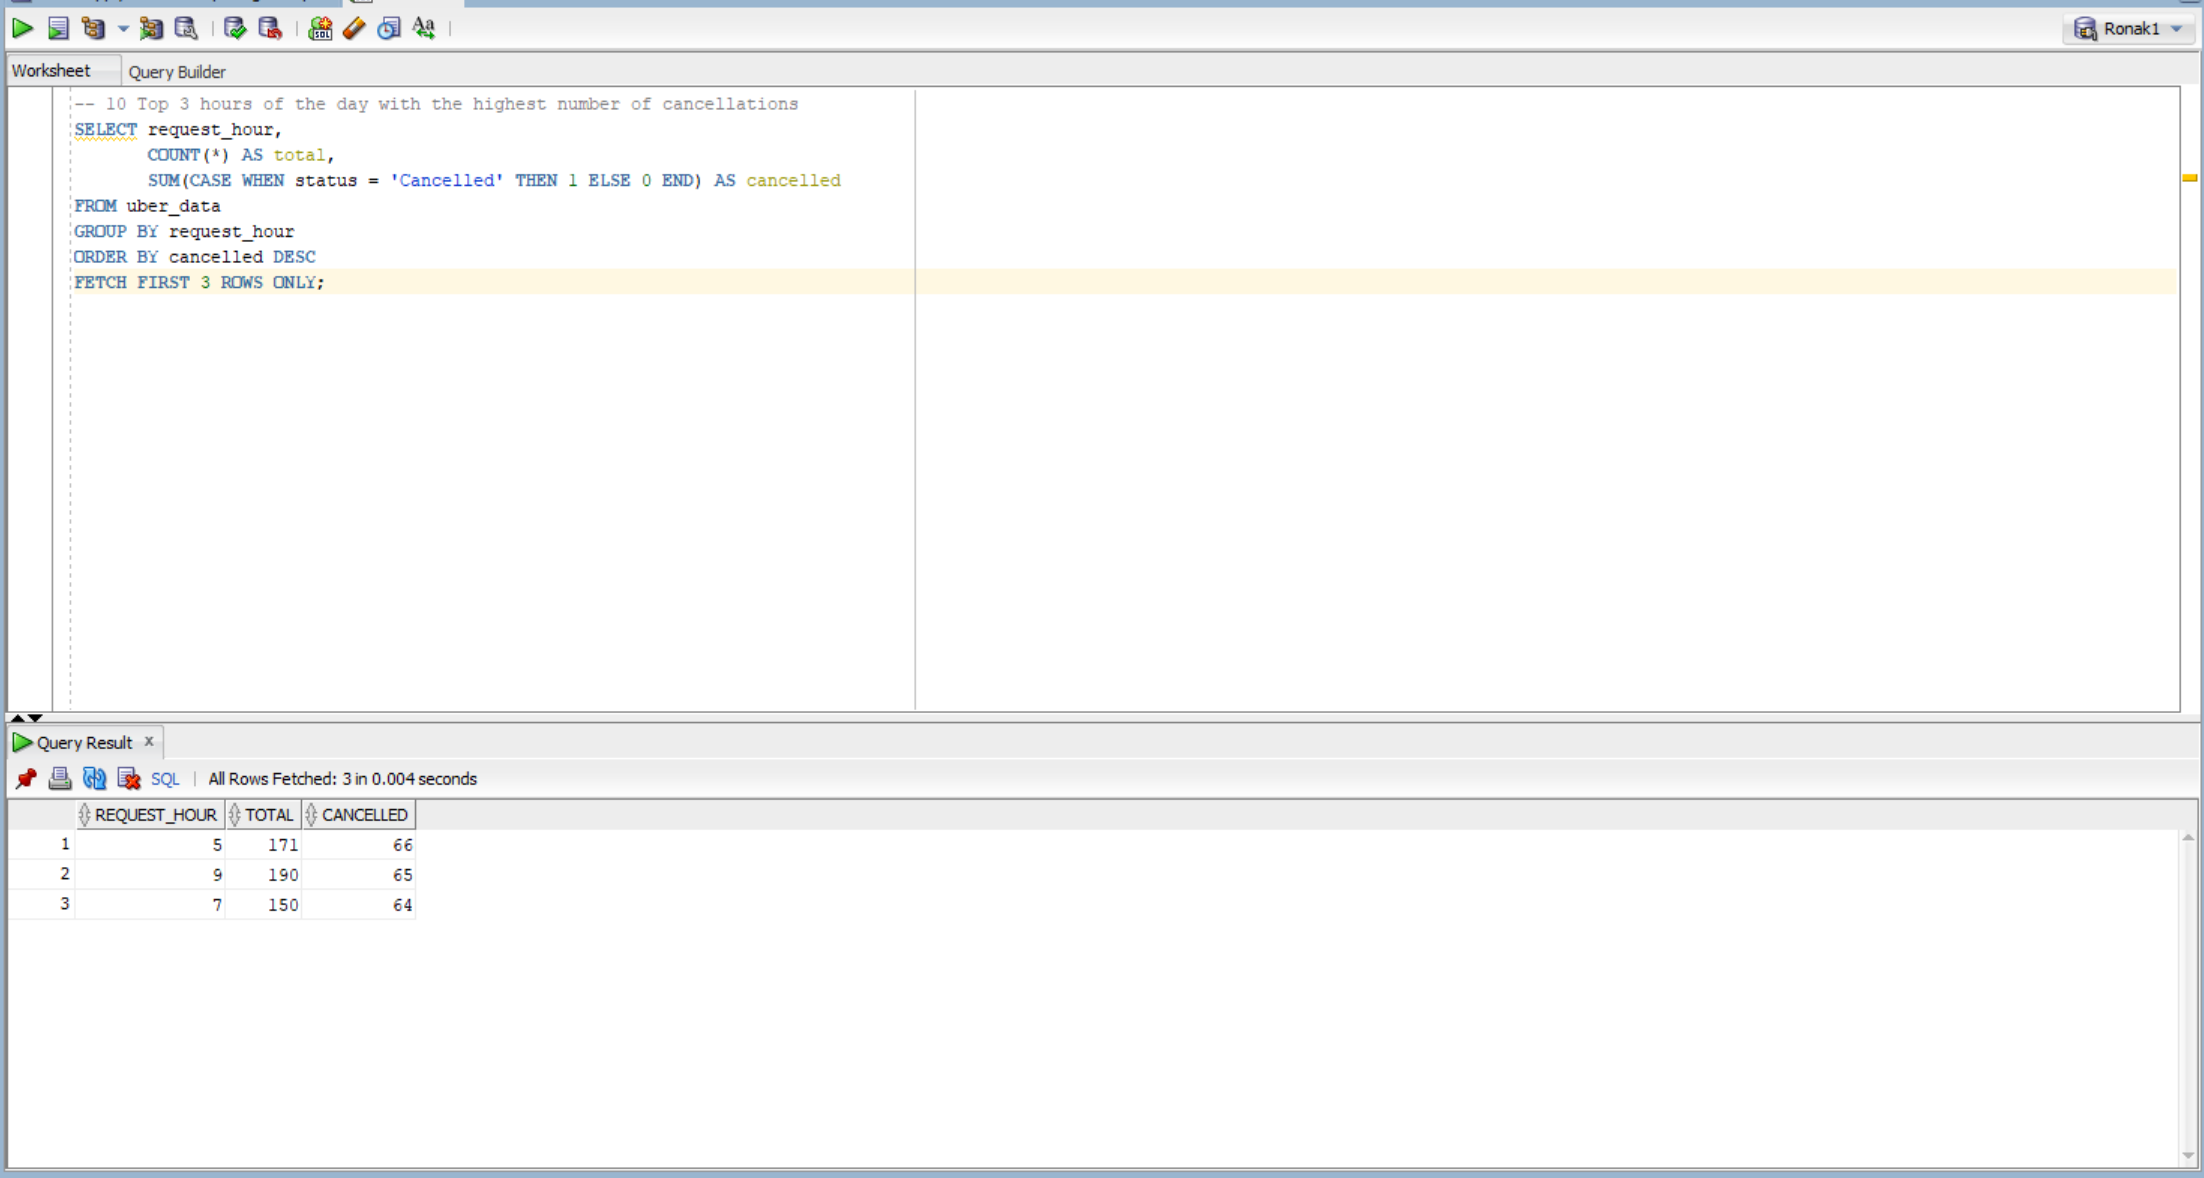 Ronak1
Worksheet Query Builder
-- 10 Top 3 hours of the day with the highest number of cancellations
SELECT request_hour,
COUNT(*) AS total,
SUM(CASE WHEN status = 'Cancelled' THEN 1 ELSE 0 END) AS cancelled
FROM uber_data
GROUP BY request_hour
ORDER BY cancelled DESC
FETCH FIRST 3 ROWS ONLY;
Query Result x
SQL | All Rows Fetched: 3 in 0.004 seconds
REQUEST_HOUR TOTAL CANCELLED
1 5 171 66
2 9 190 65
3 7 150 64